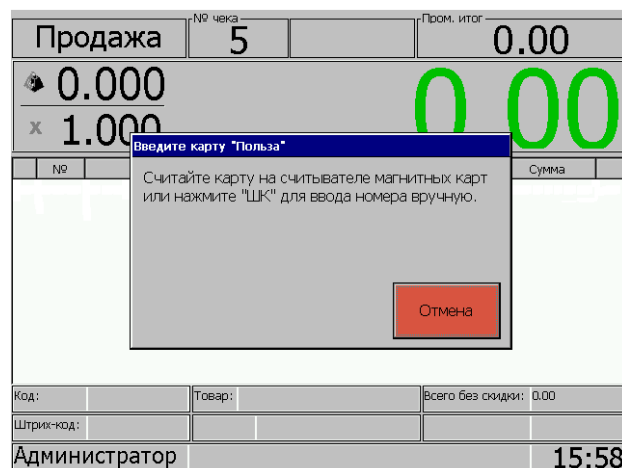 № чека
Пром. итог
Продажа
5
0.00
0.000
0.00
x 1.000
Введите карту "Польза"
№
Сумма
Считайте карту на считывателе магнитных карт
или нажмите "ШК" для ввода номера вручную.
Отмена
Код:
Товар:
Всего без скидки: 0.00
Штрих-код:
Администратор
15:58